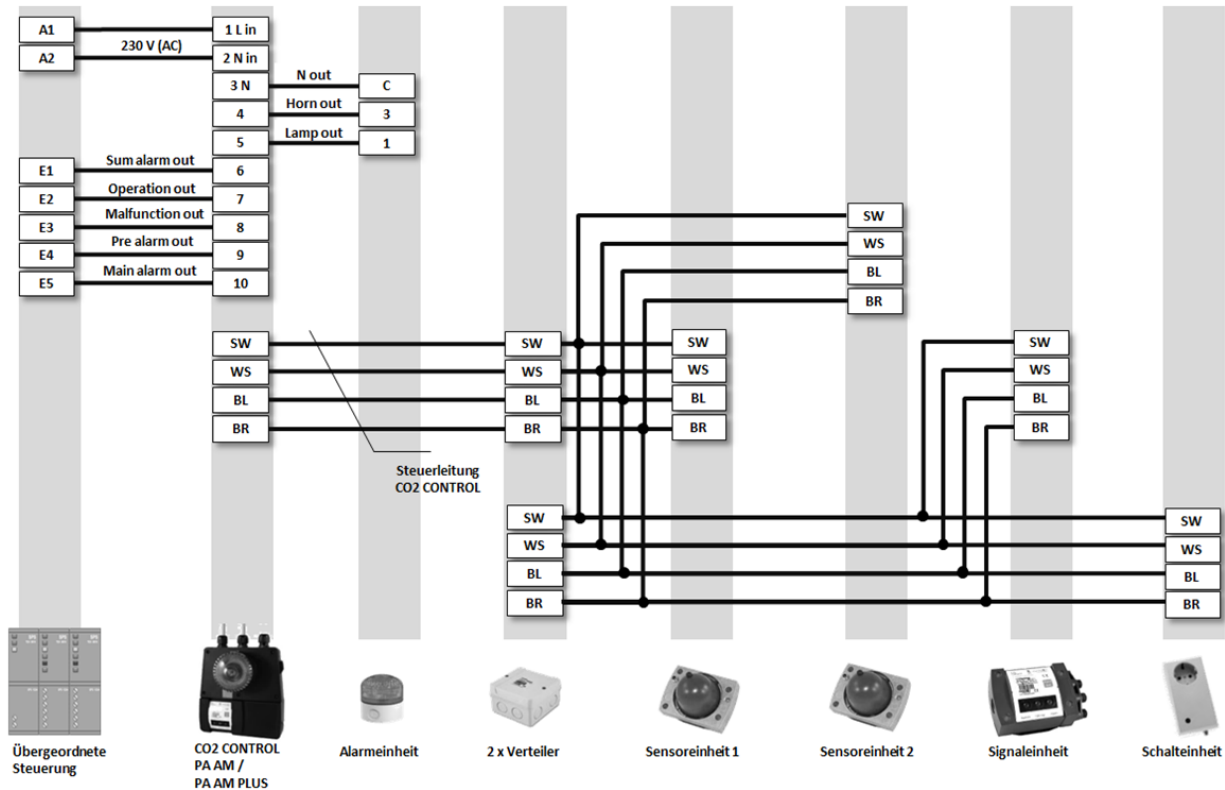 A1 1 L in
230 V (AC)
A2 2 N in
3 N N out C
4 Horn out 3
5 Lamp out 1
E1 Sum alarm out 6
E2 Operation out 7
E3 Malfunction out 8
E4 Pre alarm out 9
E5 Main alarm out 10
SW
WS
BL
BR
SW SW SW SW
WS WS WS WS
BL BL BL BL
BR BR BR BR
Steuerleitung
CO2 CONTROL
SW SW
WS WS
BL BL
BR BR
Übergeordnete
Steuerung
CO2 CONTROL
PA AM /
PA AM PLUS
Alarmeinheit
2 x Verteiler
Sensoreinheit 1
Sensoreinheit 2
Signaleinheit
Schalteinheit